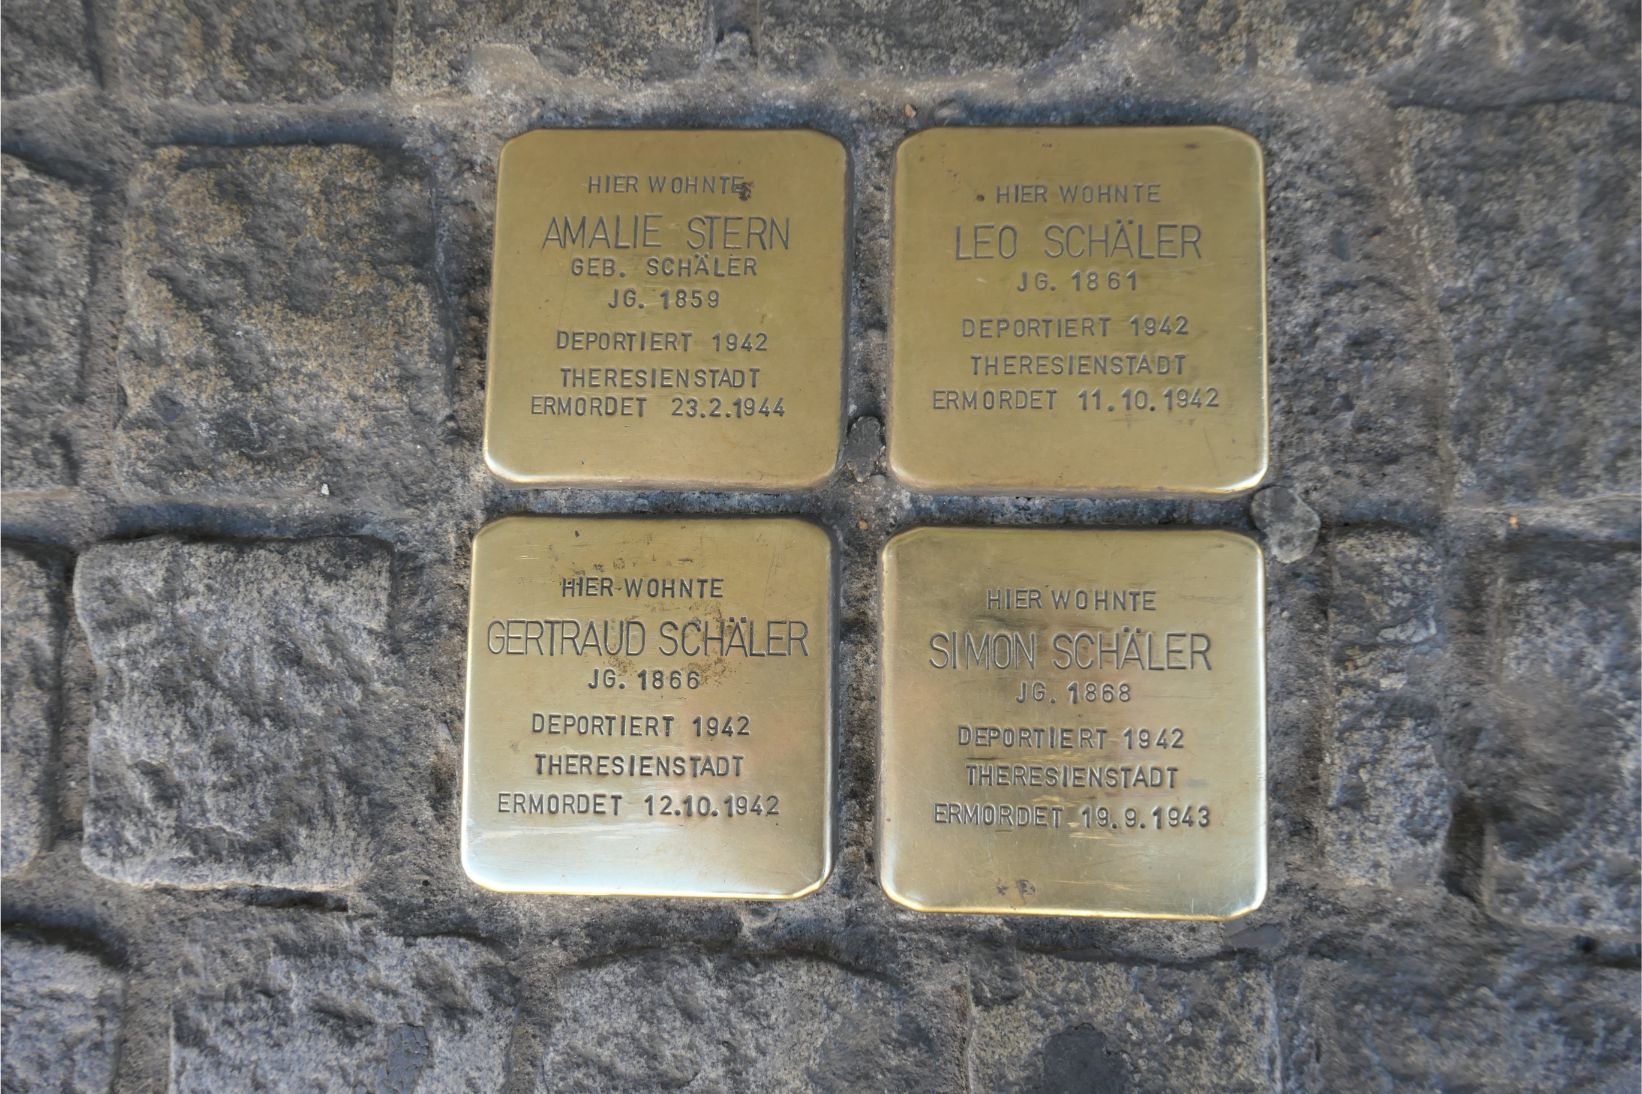 HIER WOHNTE
AMALIE STERN
GEB. SCHÄLER
JG. 1859
DEPORTIERT 1942
THERESIENSTADT
ERMORDET 23.2.1944
HIER WOHNTE
LEO SCHÄLER
JG. 1861
DEPORTIERT 1942
THERESIENSTADT
ERMORDET 11.10.1942
HIER WOHNTE
GERTRAUD SCHÄLER
JG. 1866
DEPORTIERT 1942
THERESIENSTADT
ERMORDET 12.10.1942
HIER WOHNTE
SIMON SCHÄLER
JG. 1868
DEPORTIERT 1942
THERESIENSTADT
ERMORDET 19.9.1943